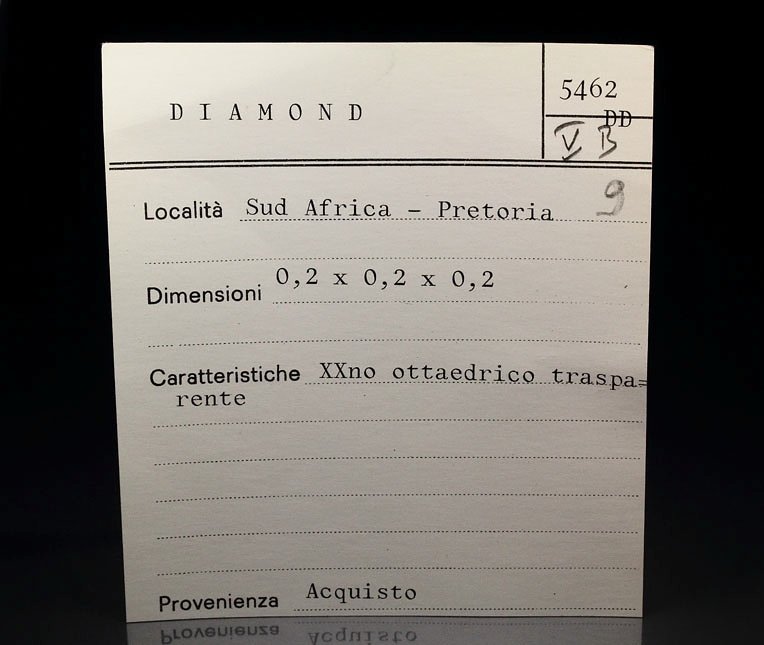 DIAMOND
5462
DD
V B
9
Località Sud Africa - Pretoria
Dimensioni 0,2 x 0,2 x 0,2
Caratteristiche XXno ottaedrico traspa=
rente
Provenienza Acquisto